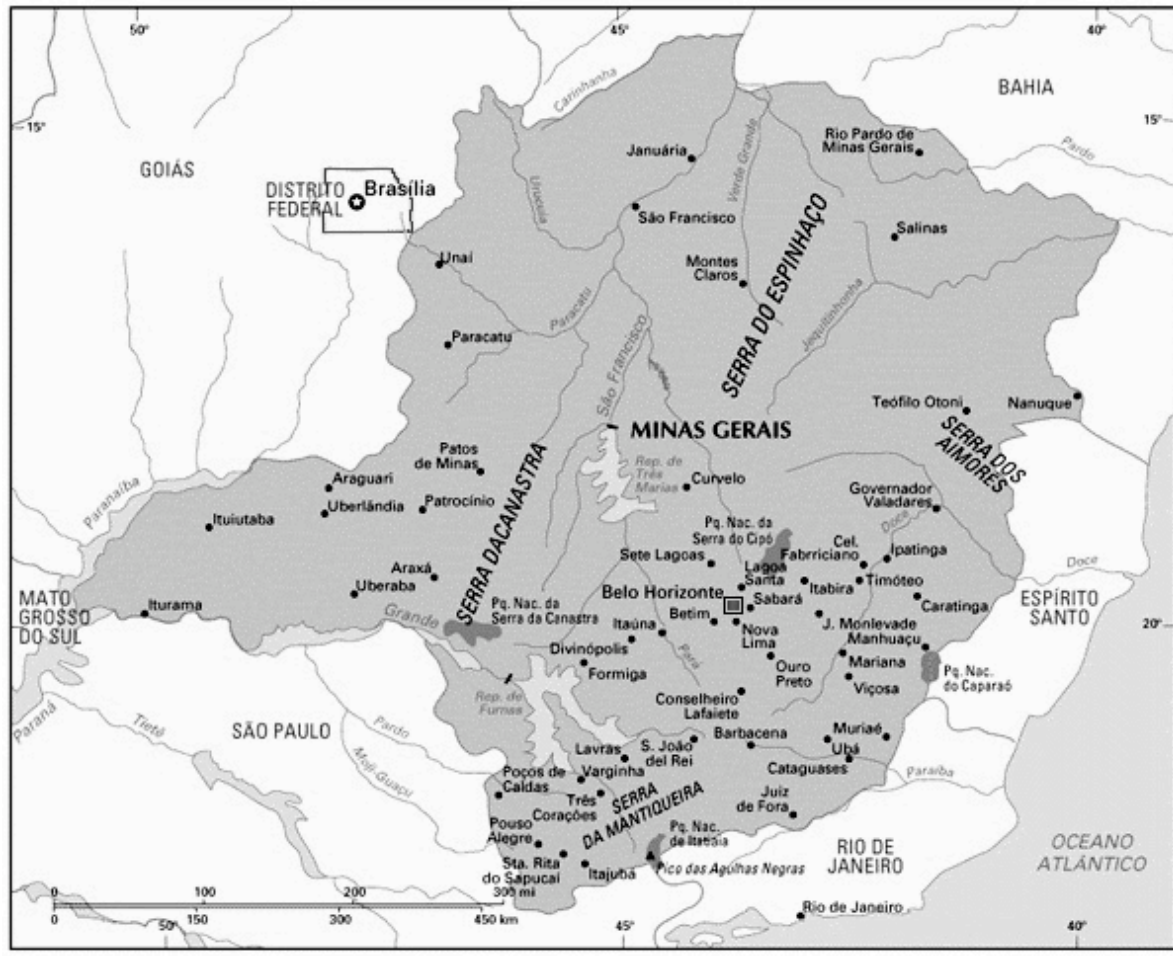 50°
45°
40°
BAHIA
Carinhanha
15°
15°
Rio Pardo de
Minas Gerais
Januária
Pardo
GOIÁS
Verde Grande
DISTRITO
FEDERAL
Brasília
Urucuia
São Francisco
Salinas
SERRA DO ESPINHAÇO
Unaí
Montes
Claros
Jequitinhonha
Paracatu
Paracatu
São Francisco
Teófilo Otoni
Nanuque
MINAS GERAIS
SERRA DOS
AIMORÉS
Patos
de Minas
Rep. de
Três
Marias
Curvelo
SERRA DACANASTRA
Paranaíba
Araguari
Uberlândia
Patrocínio
Governador
Valadares
Ituiutaba
Doce
Pq. Nac. da
Serra do Cipó
Cel.
Fabrriciano
Ipatinga
Sete Lagoas
Lagoa
Santa
Doce
Araxá
Uberaba
Belo Horizonte
Itabira
Timóteo
MATO
GROSSO
DO SUL
Iturama
Grande
Pq. Nac. da
Serra da Canastra
Betim
Sabará
Caratinga
ESPÍRITO
SANTO
Itaúna
Nova
Lima
J. Monlevade
Manhuaçu
20°
Divinópolis
Formiga
Pará
Ouro
Preto
Mariana
Viçosa
Pq. Nac.
do Caparaó
Rep. de
Furnas
Conselheiro
Lafaiete
Paraná
Tietê
SÃO PAULO
Pardo
Moji-Guaçu
Lavras
S. João
del Rei
Barbacena
Muriaé
Ubá
Cataguases
Paraíba
Poços de
Caldas
Varginha
Três
Corações
SERRA
DA MANTIQUEIRA
Juiz
de Fora
Pouso
Alegre
Pq. Nac.
de Itatiaia
RIO DE
JANEIRO
OCEANO
ATLÂNTICO
Sta. Rita
do Sapucaí
Itajubá
Pico das Agulhas Negras
0
100
200
300 mi
0
150
300
450 km
Rio de Janeiro
50°
45°
40°